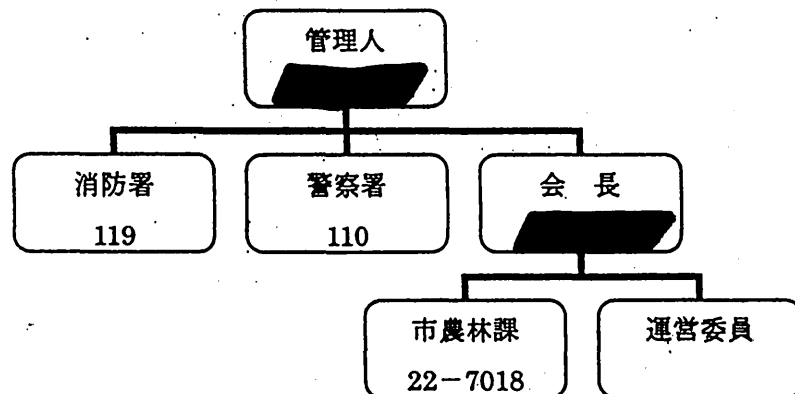 管理人
消防署
119
警察署
110
会　長
市農林課
22－7018
運営委員